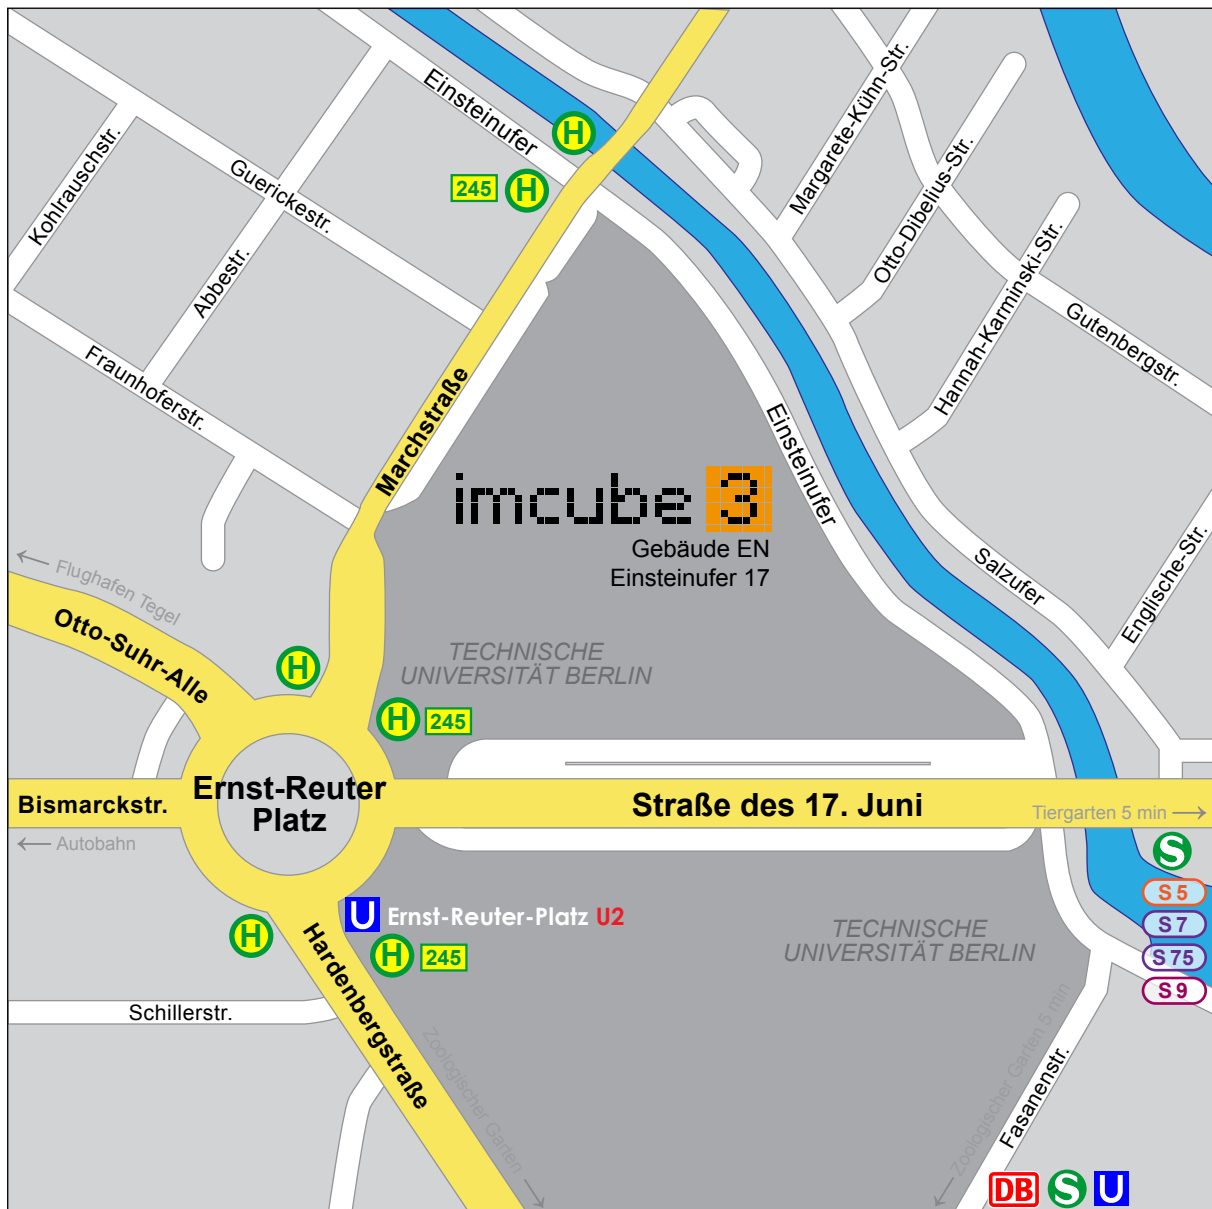 Einsteinufer
H
245 H
Margarete-Kühn-Str.
Otto-Dibelius-Str.
Hannah-Karminski-Str.
Gutenbergstr.
Kohlrauschstr.
Guerickestr.
Abbestr.
Fraunhoferstr.
Marchstraße
Einsteinufer
imcube 3
Gebäude EN
Einsteinufer 17
Salzufer
Englische-Str.
← Flughafen Tegel
Otto-Suhr-Alle
TECHNISCHE
UNIVERSITÄT BERLIN
H
H 245
Ernst-Reuter
Platz
Bismarckstr.
Straße des 17. Juni
Tiergarten 5 min →
← Autobahn
S
S 5
S 7
S 75
S 9
U Ernst-Reuter-Platz U2
H
H 245
TECHNISCHE
UNIVERSITÄT BERLIN
Hardenbergstraße
Schillerstr.
Zoologischer Garten →
Zoologischer Garten 5 min
Fasanenstr.
DB S U